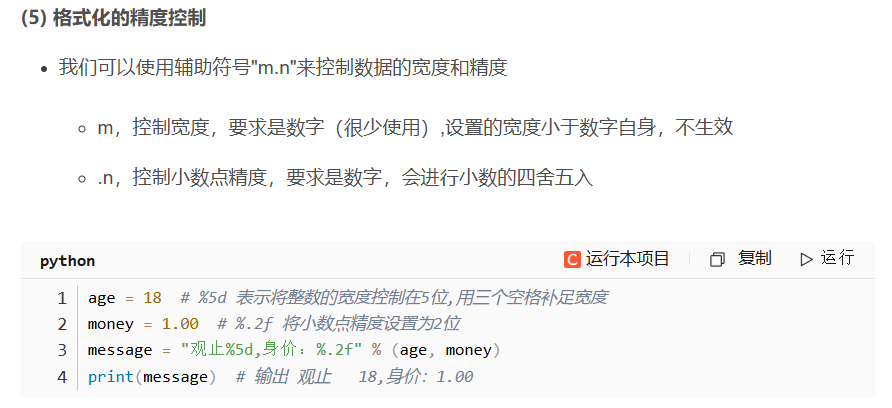 (5) 格式化的精度控制
• 我们可以使用辅助符号"m.n"来控制数据的宽度和精度
◦ m，控制宽度，要求是数字（很少使用）,设置的宽度小于数字自身，不生效
◦ .n，控制小数点精度，要求是数字，会进行小数的四舍五入
python C 运行本项目 复制 运行
1 age = 18  # %5d 表示将整数的宽度控制在5位,用三个空格补足宽度
2 money = 1.00  # %.2f 将小数点精度设置为2位
3 message = "观止%5d,身价：%.2f" % (age, money)
4 print(message)  # 输出 观止   18,身价：1.00